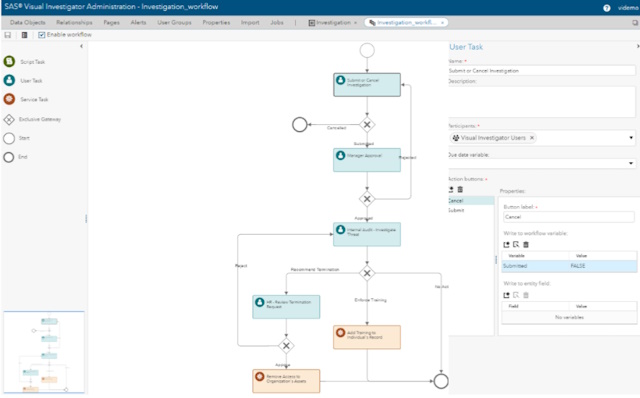 SAS® Visual Investigator Administration - Investigation_workflow
videmo
Data Objects Relationships Pages Alerts User Groups Properties Import Jobs Investigation Investigation_workfl...
Enable workflow
Script Task
User Task
Service Task
Exclusive Gateway
Start
End
Submit or Cancel
Investigation
Cancelled
Submitted
Manager Approval
Rejected
Approved
Internal Audit - Investigate
Threat
Reject
Recommend Termination
No Act
Enforce Training
HR - Review Termination
Request
Add Training to
Individual's Record
Approve
Remove Access to
Organization's Assets
User Task
Name: *
Submit or Cancel Investigation
Description:
Participants: *
Visual Investigator Users
Due date variable:
Action buttons: *
Cancel
Submit
Properties:
Button label: *
Cancel
Write to workflow variable:
Variable Value
Submitted FALSE
Write to entity field:
Field Value
No variables